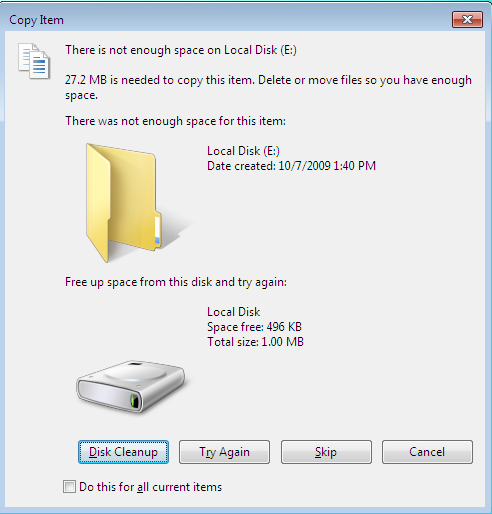 Copy Item
There is not enough space on Local Disk (E:)
27.2 MB is needed to copy this item. Delete or move files so you have enough
space.
There was not enough space for this item:
Local Disk (E:)
Date created: 10/7/2009 1:40 PM
Free up space from this disk and try again:
Local Disk
Space free: 496 KB
Total size: 1.00 MB
Disk Cleanup
Try Again
Skip
Cancel
Do this for all current items